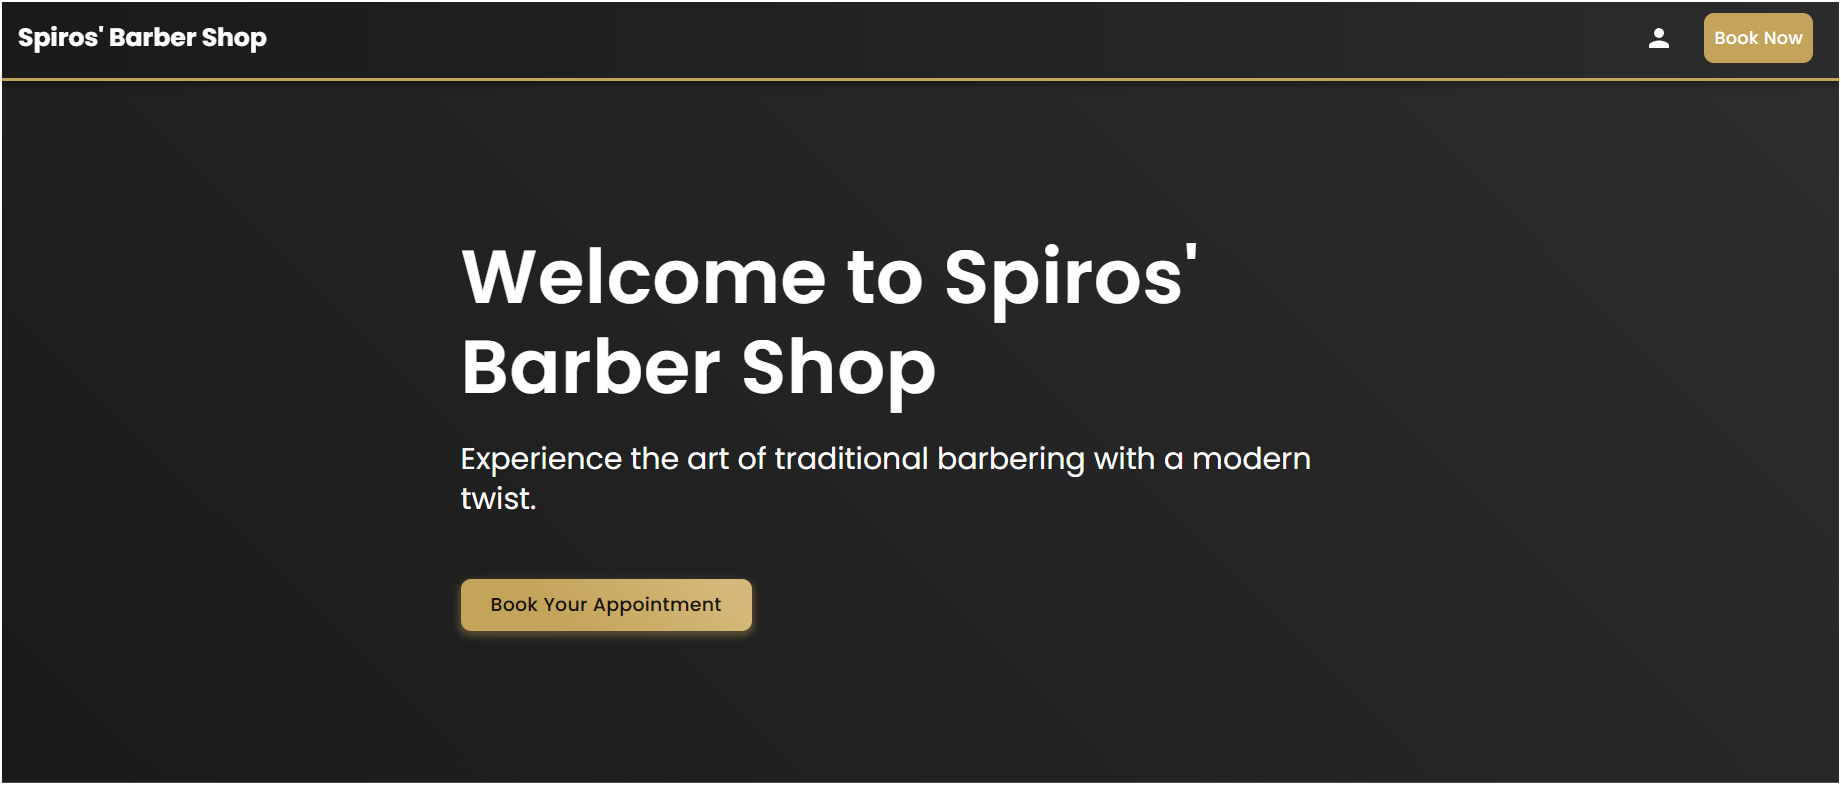 Spiros' Barber Shop
Book Now
Welcome to Spiros'
Barber Shop
Experience the art of traditional barbering with a modern
twist.
Book Your Appointment